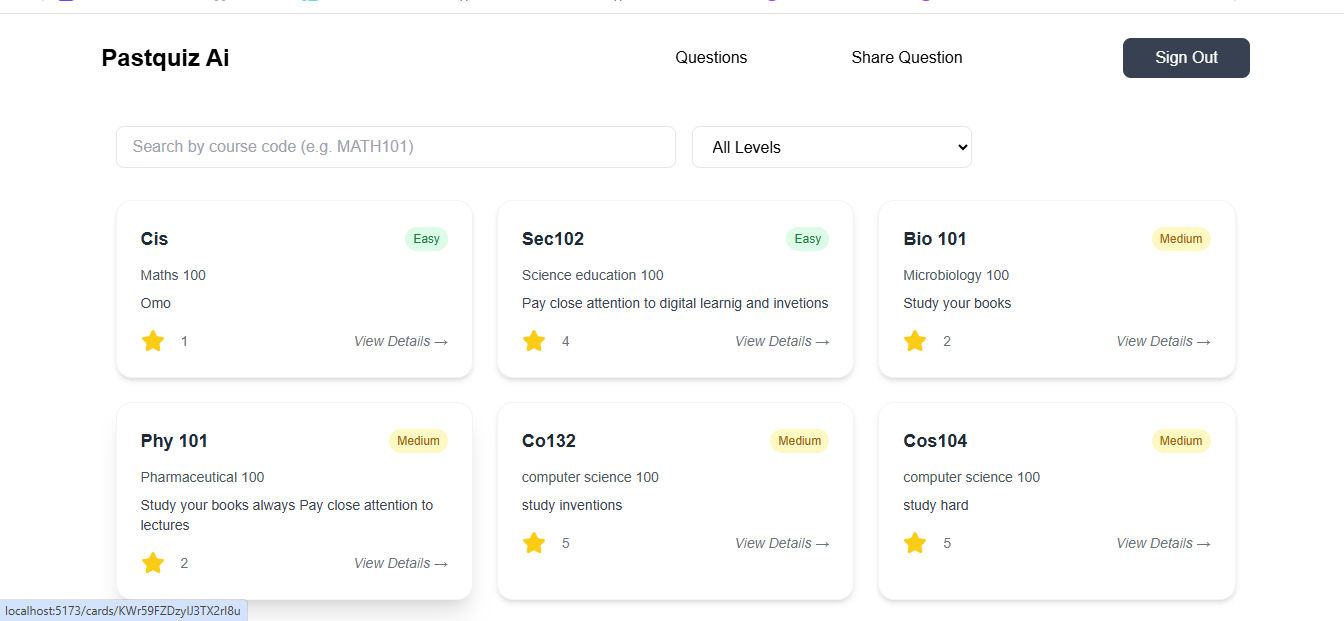 Pastquiz Ai
Questions
Share Question
Sign Out
Search by course code (e.g. MATH101)
All Levels
Cis
Easy
Maths 100
Omo
1
View Details →
Sec102
Easy
Science education 100
Pay close attention to digital learnig and invetions
4
View Details →
Bio 101
Medium
Microbiology 100
Study your books
2
View Details →
Phy 101
Medium
Pharmaceutical 100
Study your books always Pay close attention to
lectures
2
View Details →
Co132
Medium
computer science 100
study inventions
5
View Details →
Cos104
Medium
computer science 100
study hard
5
View Details →